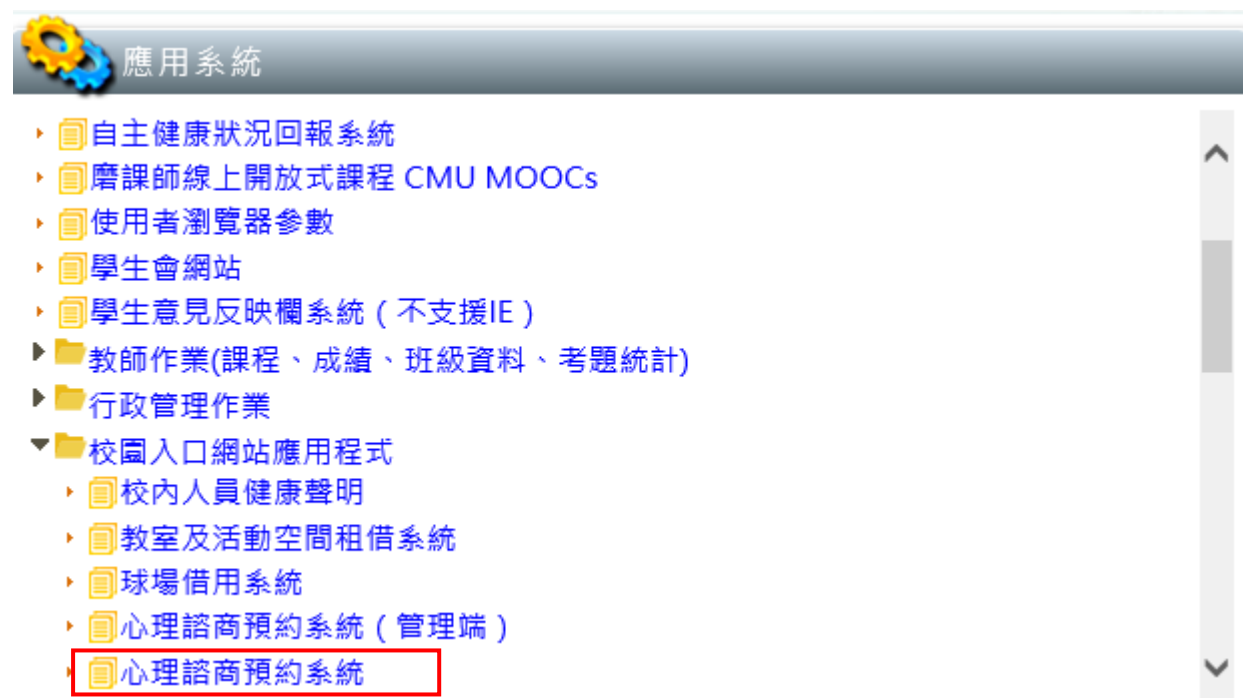 應用系統
自主健康狀況回報系統
磨課師線上開放式課程 CMU MOOCs
使用者瀏覽器參數
學生會網站
學生意見反映欄系統（不支援IE）
教師作業(課程、成績、班級資料、考題統計)
行政管理作業
校園入口網站應用程式
校內人員健康聲明
教室及活動空間租借系統
球場借用系統
心理諮商預約系統（管理端）
心理諮商預約系統